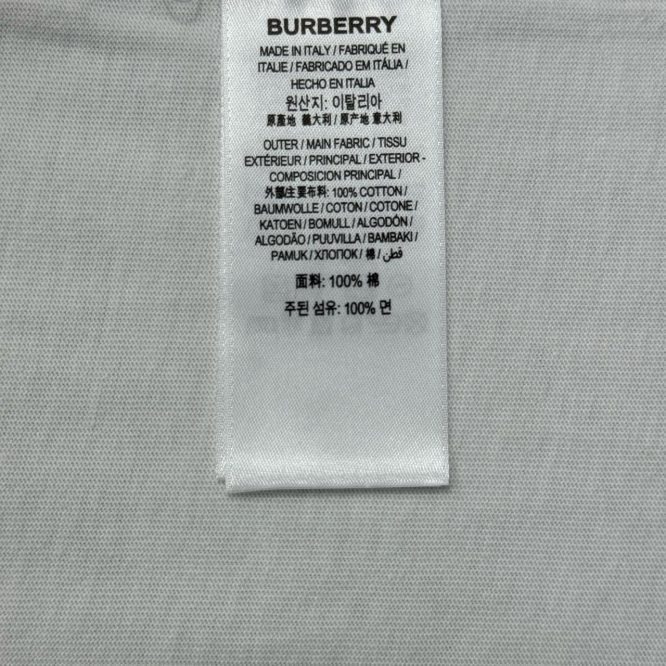 BURBERRY
MADE IN ITALY / FABRIQUÉ EN
ITALIE / FABRICADO EM ITÁLIA /
HECHO EN ITALIA
원산지: 이탈리아
原產地 義大利 / 原产地 意大利
OUTER / MAIN FABRIC / TISSU
EXTÉRIEUR / PRINCIPAL / EXTERIOR -
COMPOSICION PRINCIPAL /
外部/主要布料: 100% COTTON /
BAUMWOLLE / COTON / COTONE /
KATOEN / BOMULL / ALGODÓN /
ALGODÃO / PUUVILLA / BAMBAKI /
PAMUK / ХЛОПОК / 棉 / قطن
面料: 100% 棉
주된 섬유: 100% 면